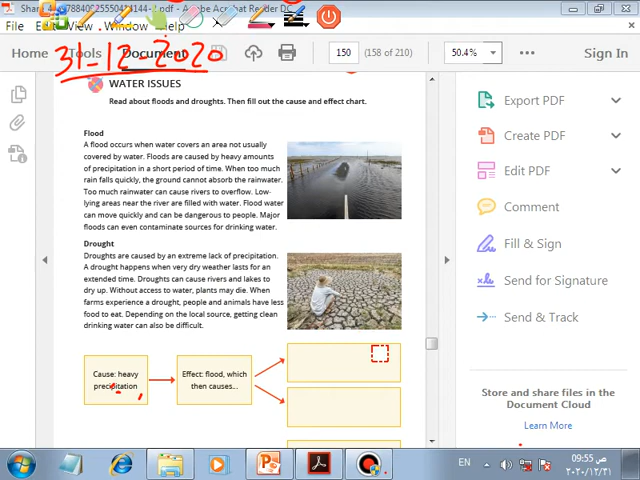 Shar
7884092555044144-
.pdf - Adobe Acrobat Reader DC
File Edit View Window Help
31-12-2020
Home Tools Document
150 (158 of 210) 50.4% Sign In
WATER ISSUES
Read about floods and droughts. Then fill out the cause and effect chart.
Flood
A flood occurs when water covers an area not usually
covered by water. Floods are caused by heavy amounts
of precipitation in a short period of time. When too much
rain falls quickly, the ground cannot absorb the rainwater.
Too much rainwater can cause rivers to overflow. Low-
lying areas near the river are filled with water. Flood water
can move quickly and can be dangerous to people. Major
floods can even contaminate sources for drinking water.
Drought
Droughts are caused by an extreme lack of precipitation.
A drought happens when very dry weather lasts for an
extended time. Droughts can cause rivers and lakes to
dry up. Without access to water, plants may die. When
farms experience a drought, people and animals have less
food to eat. Depending on the local source, getting clean
drinking water can also be difficult.
Cause: heavy
precipitation
Effect: flood, which
then causes...
Export PDF
Create PDF
Edit PDF
Comment
Fill & Sign
Send for Signature
Send & Track
Store and share files in the
Document Cloud
Learn More
EN
09:55 ص
٢٠٢٠/١٢/٣١